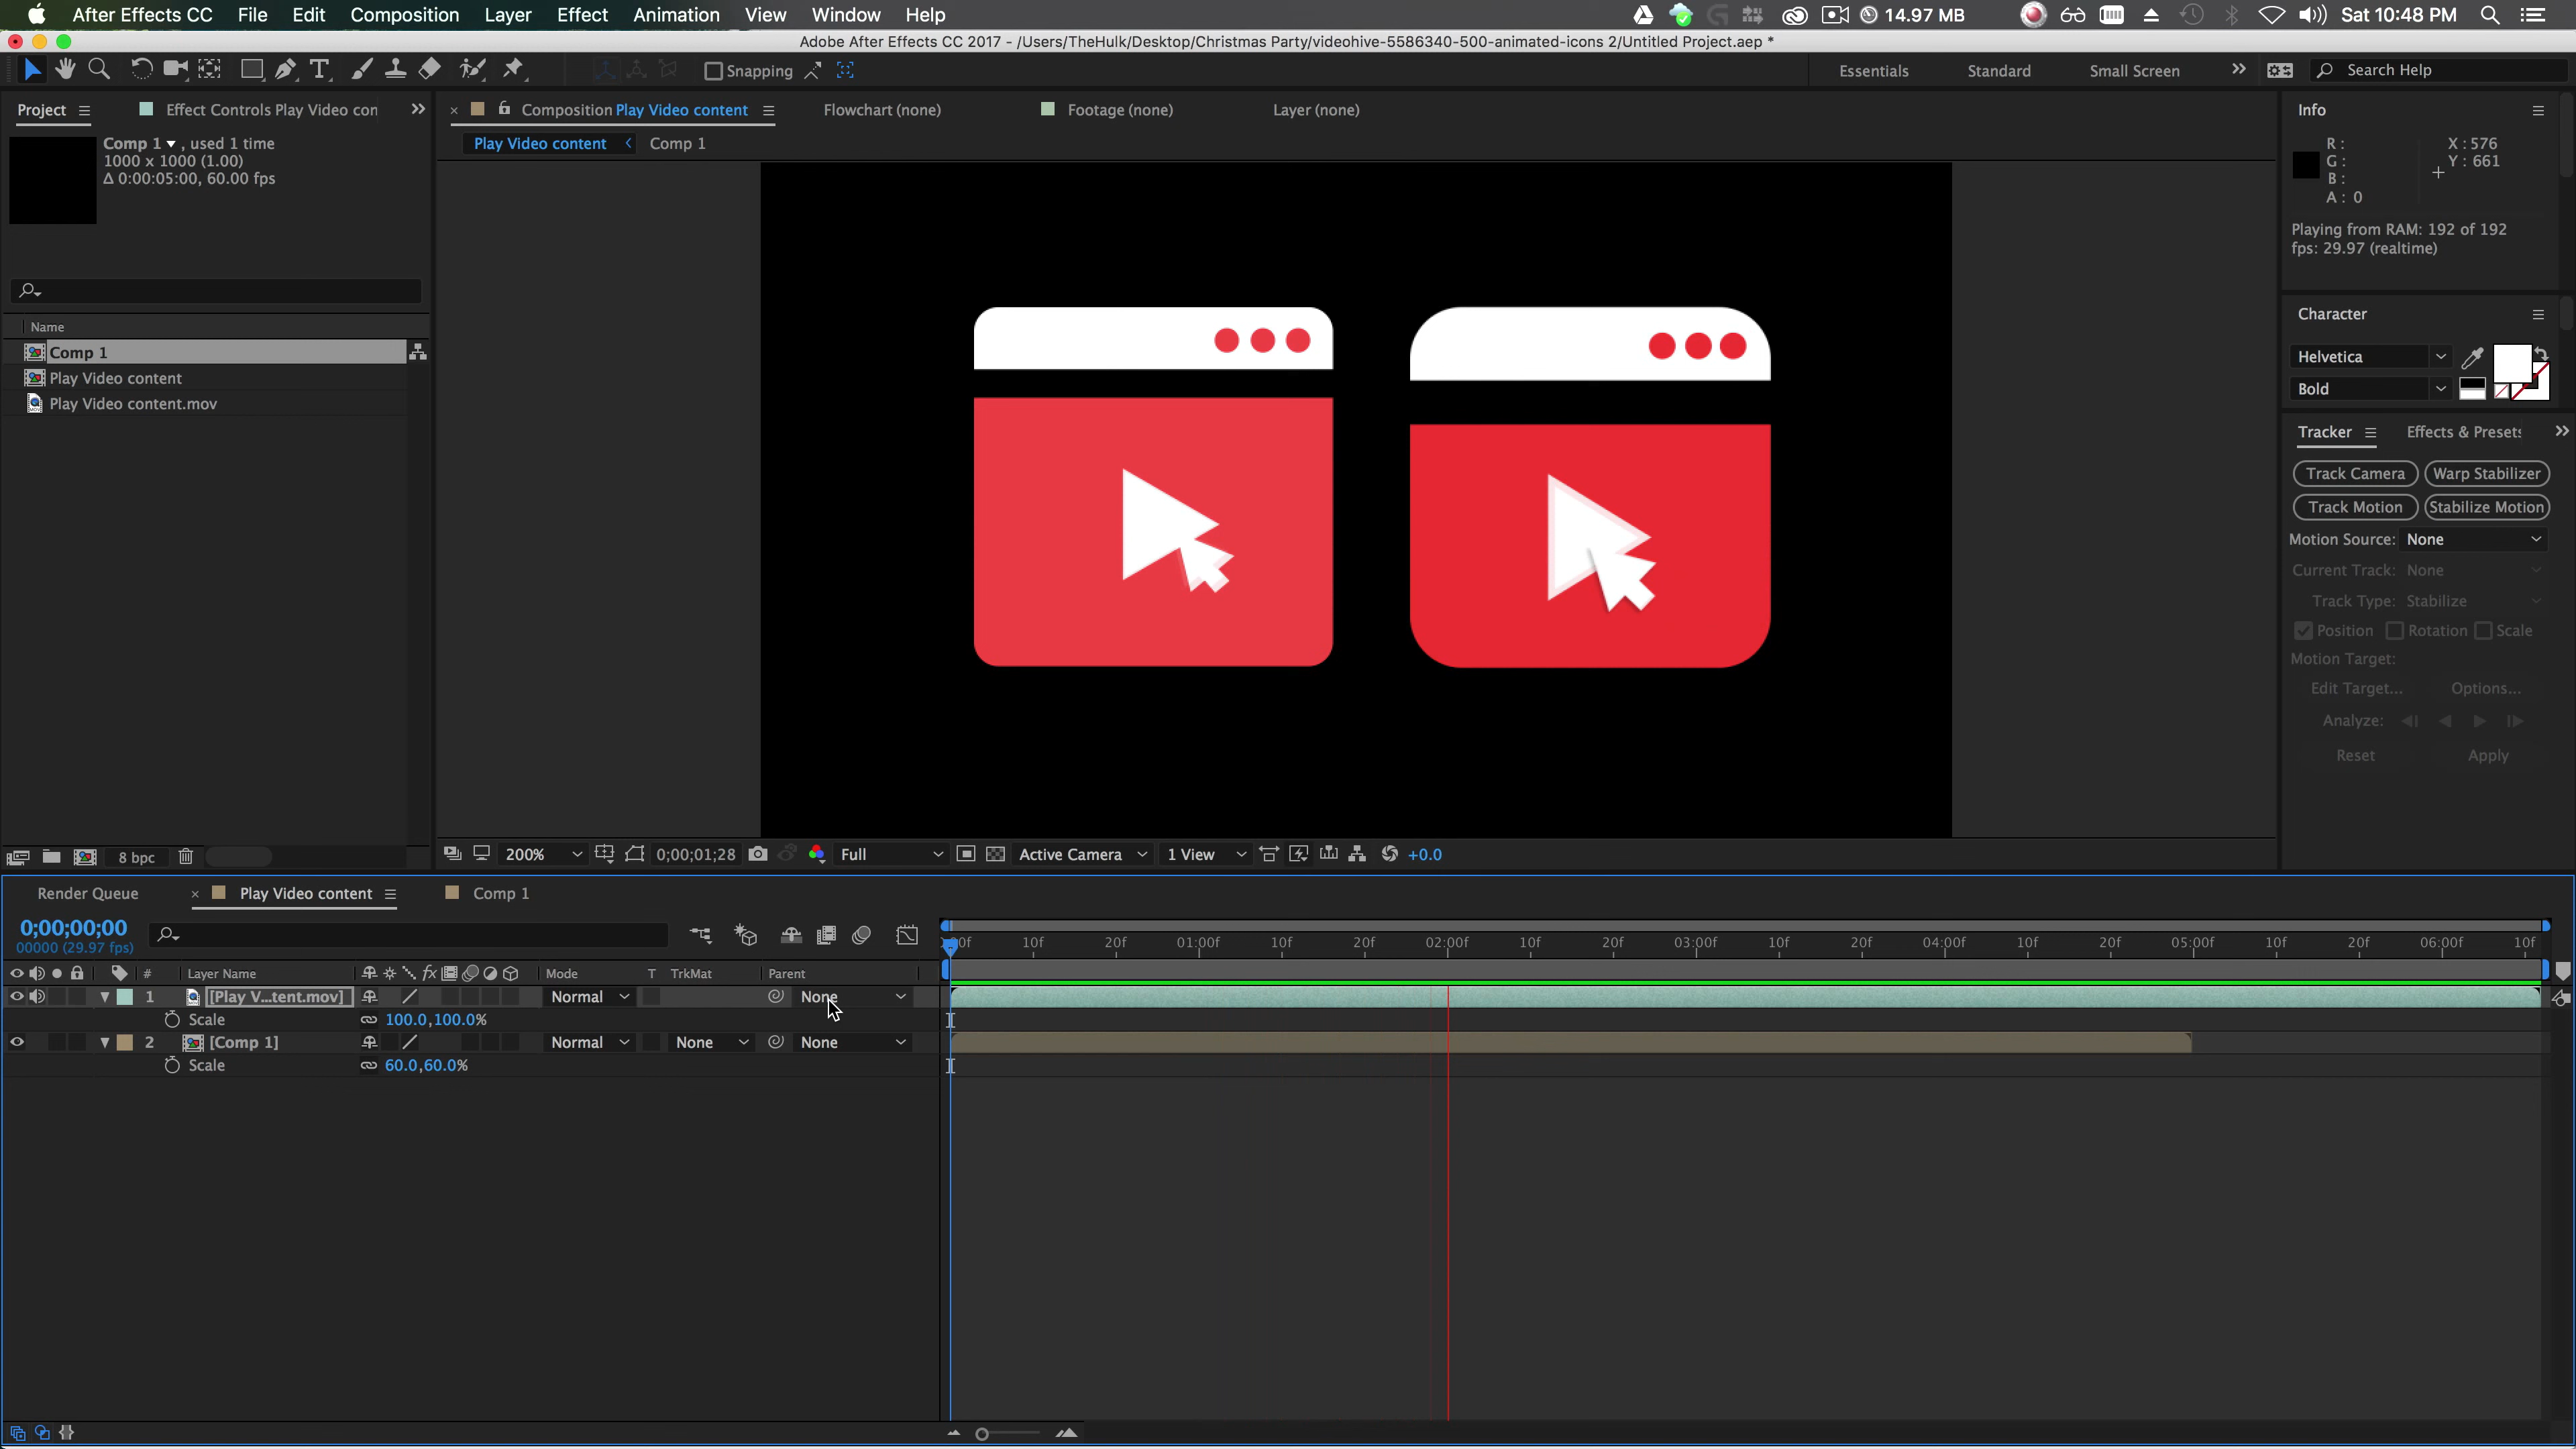 After Effects CC File Edit Composition Layer Effect Animation View Window Help 14.97 MB Sat 10:48 PM
Adobe After Effects CC 2017 - /Users/TheHulk/Desktop/Christmas Party/videohive-5586340-500-animated-icons 2/Untitled Project.aep *
Snapping Essentials Standard Small Screen Search Help
Project Effect Controls Play Video con
Comp 1 , used 1 time
1000 x 1000 (1.00)
Δ 0:00:05:00, 60.00 fps
Name
Comp 1
Play Video content
Play Video content.mov
8 bpc
Composition Play Video content Flowchart (none) Footage (none) Layer (none)
Play Video content Comp 1
200% 0;00;01;28 Full Active Camera 1 View +0.0
Info
R : X : 576
G : Y : 661
B :
A : 0
Playing from RAM: 192 of 192
fps: 29.97 (realtime)
Character
Helvetica
Bold
Tracker Effects & Presets
Track Camera Warp Stabilizer
Track Motion Stabilize Motion
Motion Source: None
Current Track: None
Track Type: Stabilize
Position Rotation Scale
Motion Target:
Edit Target... Options...
Analyze:
Reset Apply
Render Queue Play Video content Comp 1
0;00;00;00
00000 (29.97 fps)
10f 20f 01:00f 10f 20f 02:00f 10f 20f 03:00f 10f 20f 04:00f 10f 20f 05:00f 10f 20f 06:00f 10f
# Layer Name Mode T TrkMat Parent
1 [Play V...tent.mov] Normal None
Scale 100.0,100.0%
2 [Comp 1] Normal None None
Scale 60.0,60.0%